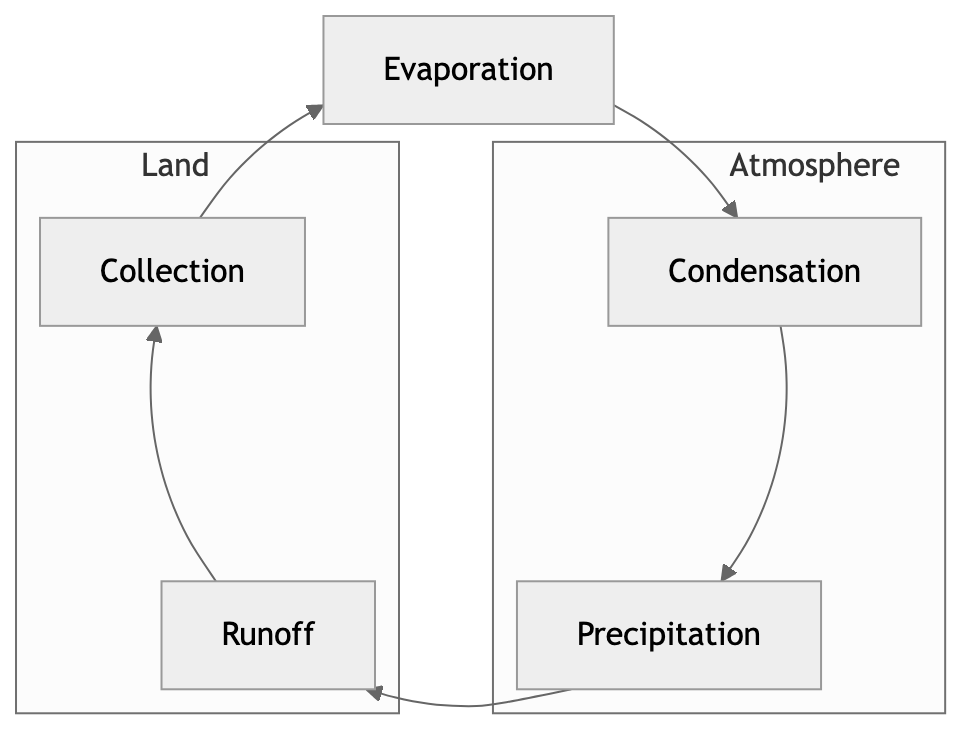 Evaporation
Land
Atmosphere
Collection
Condensation
Runoff
Precipitation